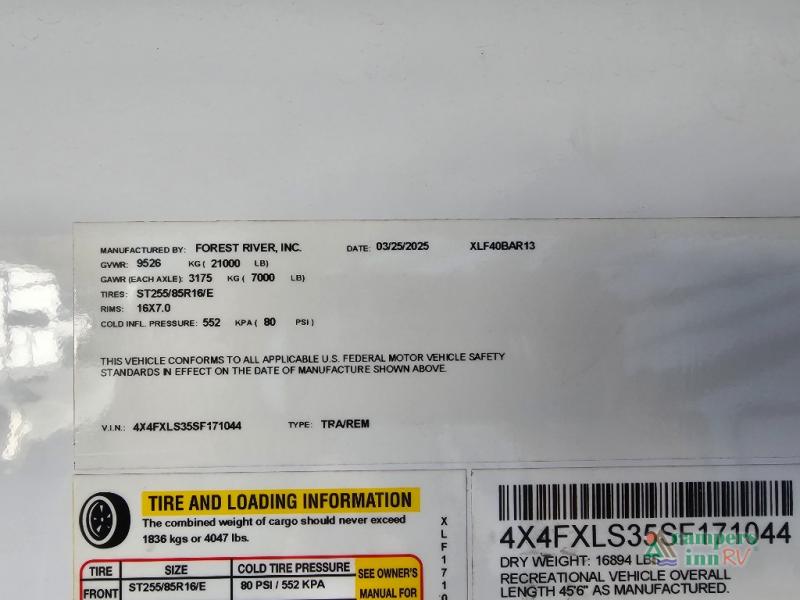 MANUFACTURED BY: FOREST RIVER, INC. DATE: 03/25/2025 XLF40BAR13
GVWR: 9526 KG ( 21000 LB)
GAWR (EACH AXLE): 3175 KG ( 7000 LB)
TIRES: ST255/85R16/E
RIMS: 16X7.0
COLD INFL. PRESSURE: 552 KPA ( 80 PSI )
THIS VEHICLE CONFORMS TO ALL APPLICABLE U.S. FEDERAL MOTOR VEHICLE SAFETY
STANDARDS IN EFFECT ON THE DATE OF MANUFACTURE SHOWN ABOVE.
V.I.N.: 4X4FXLS35SF171044 TYPE: TRA/REM
TIRE AND LOADING INFORMATION
The combined weight of cargo should never exceed
1836 kgs or 4047 lbs.
TIRE SIZE COLD TIRE PRESSURE SEE OWNER'S
FRONT ST255/85R16/E 80 PSI / 552 KPA MANUAL FOR
XLF1710
4X4FXLS35SF171044
DRY WEIGHT: 16894 LBS
RECREATIONAL VEHICLE OVERALL
LENGTH 45'6" AS MANUFACTURED.
campers
inn RV